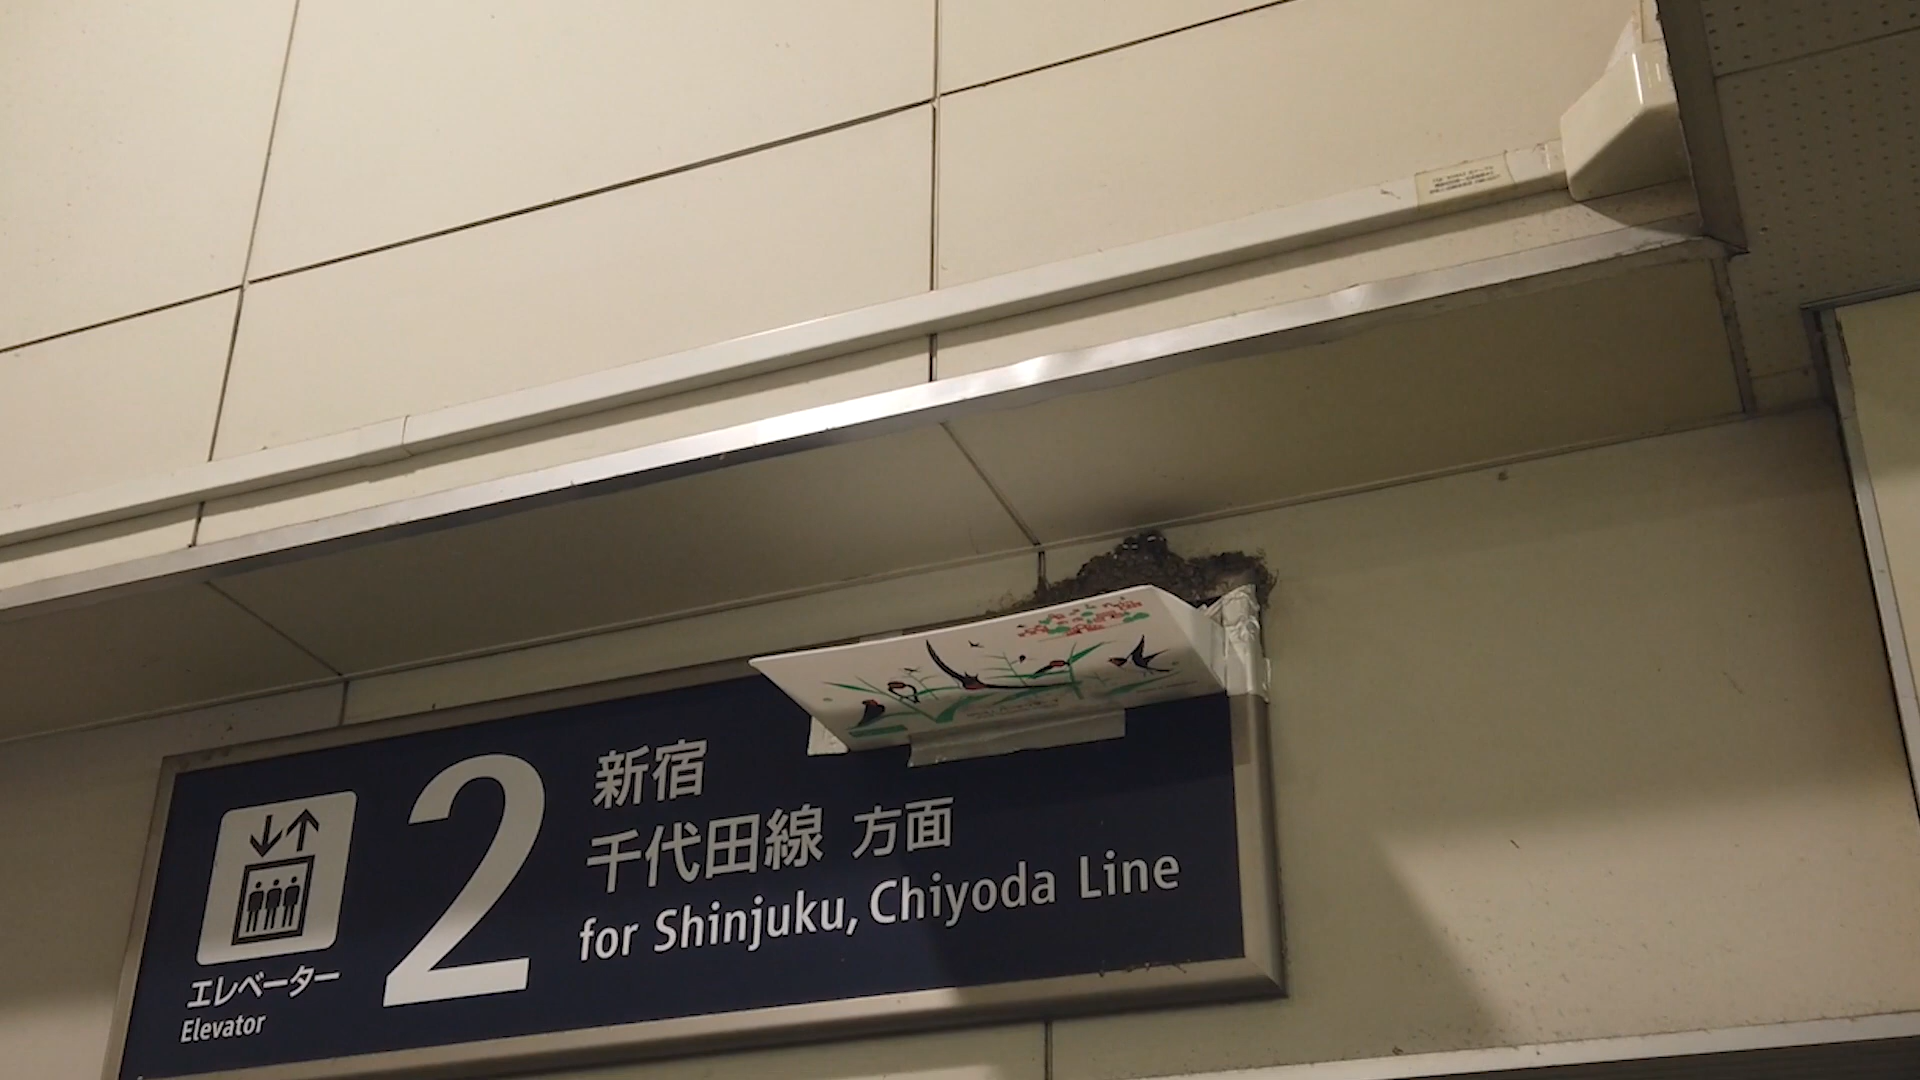 2
新宿
千代田線 方面
for Shinjuku, Chiyoda Line
エレベーター
Elevator